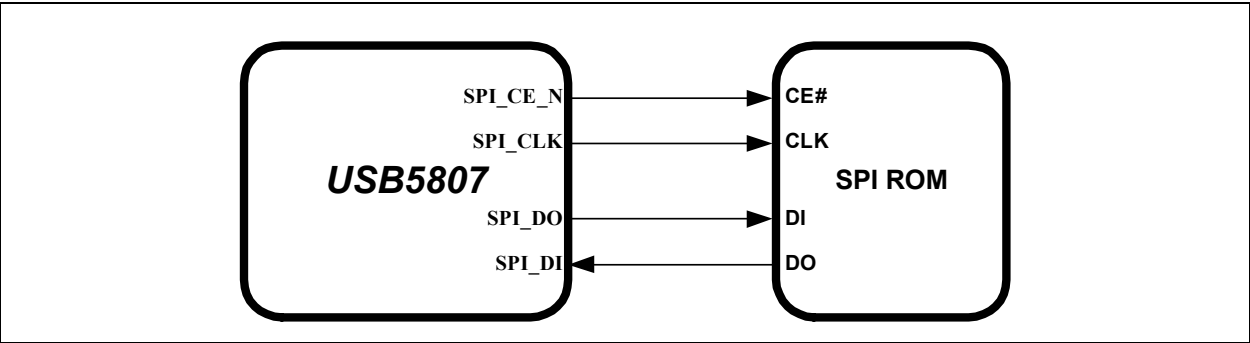 SPI_CE_N
SPI_CLK
USB5807
SPI_DO
SPI_DI
CE#
CLK
SPI ROM
DI
DO